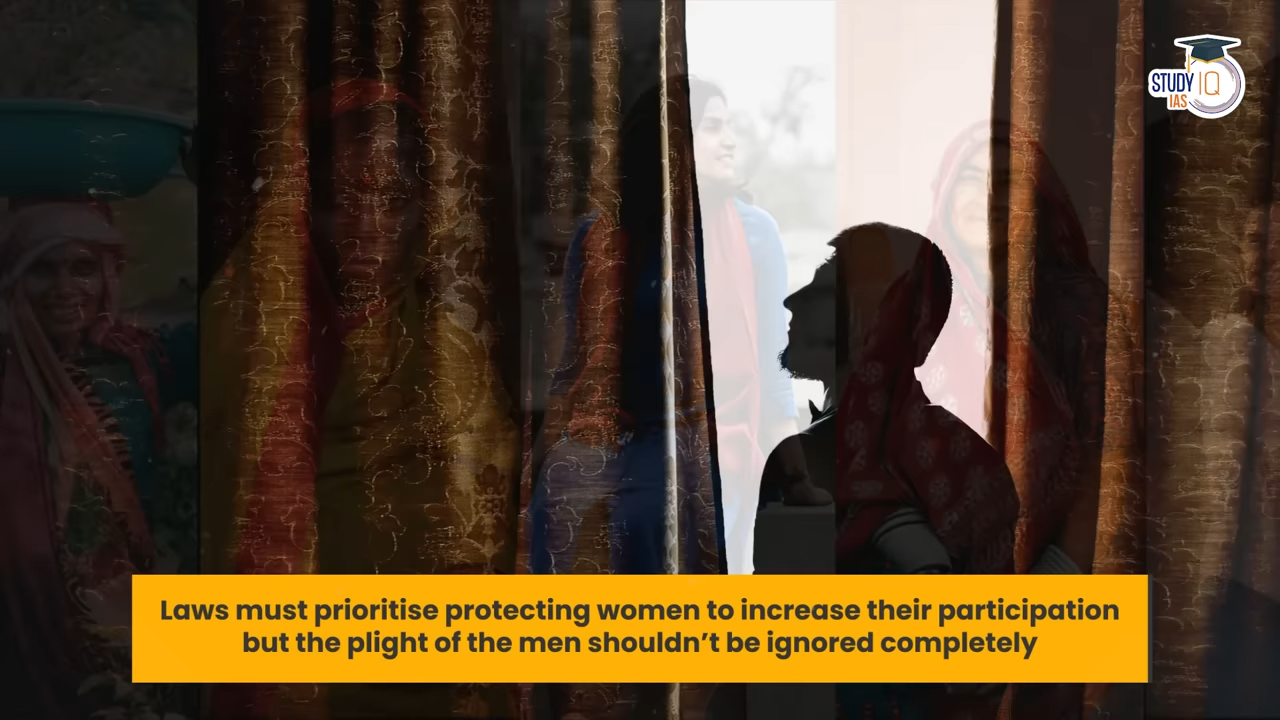 STUDY IQ
IAS
Laws must prioritise protecting women to increase their participation
but the plight of the men shouldn’t be ignored completely